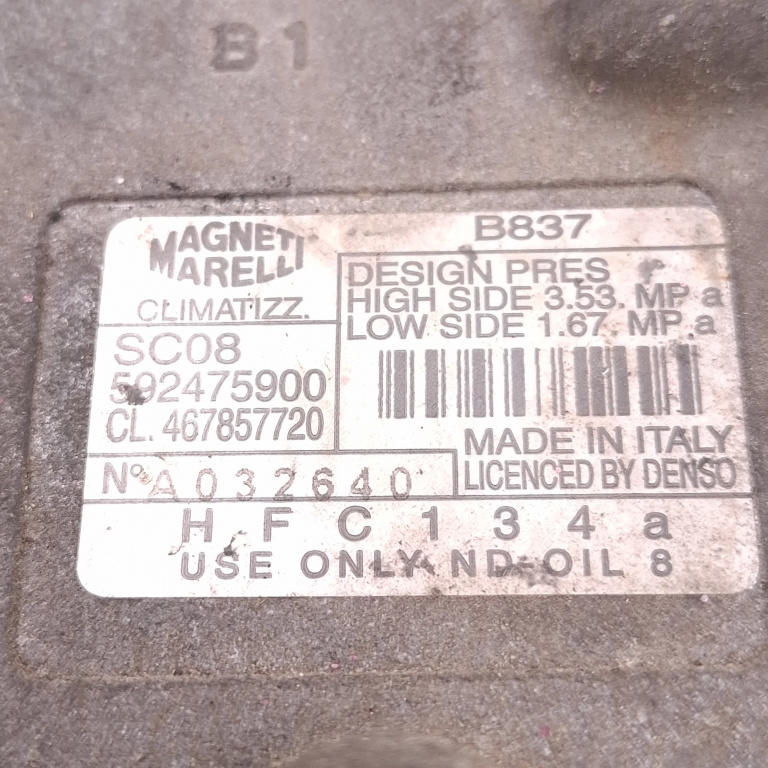 B1
MAGNETI
MARELLI
CLIMATIZZ.
B837
DESIGN PRES
HIGH SIDE 3.53. MP a
LOW SIDE 1.67. MP.a
SC08
592475900
CL. 467857720
MADE IN ITALY
LICENCED BY DENSO
N° A032640
HFC134a
USE ONLY ND-OIL 8